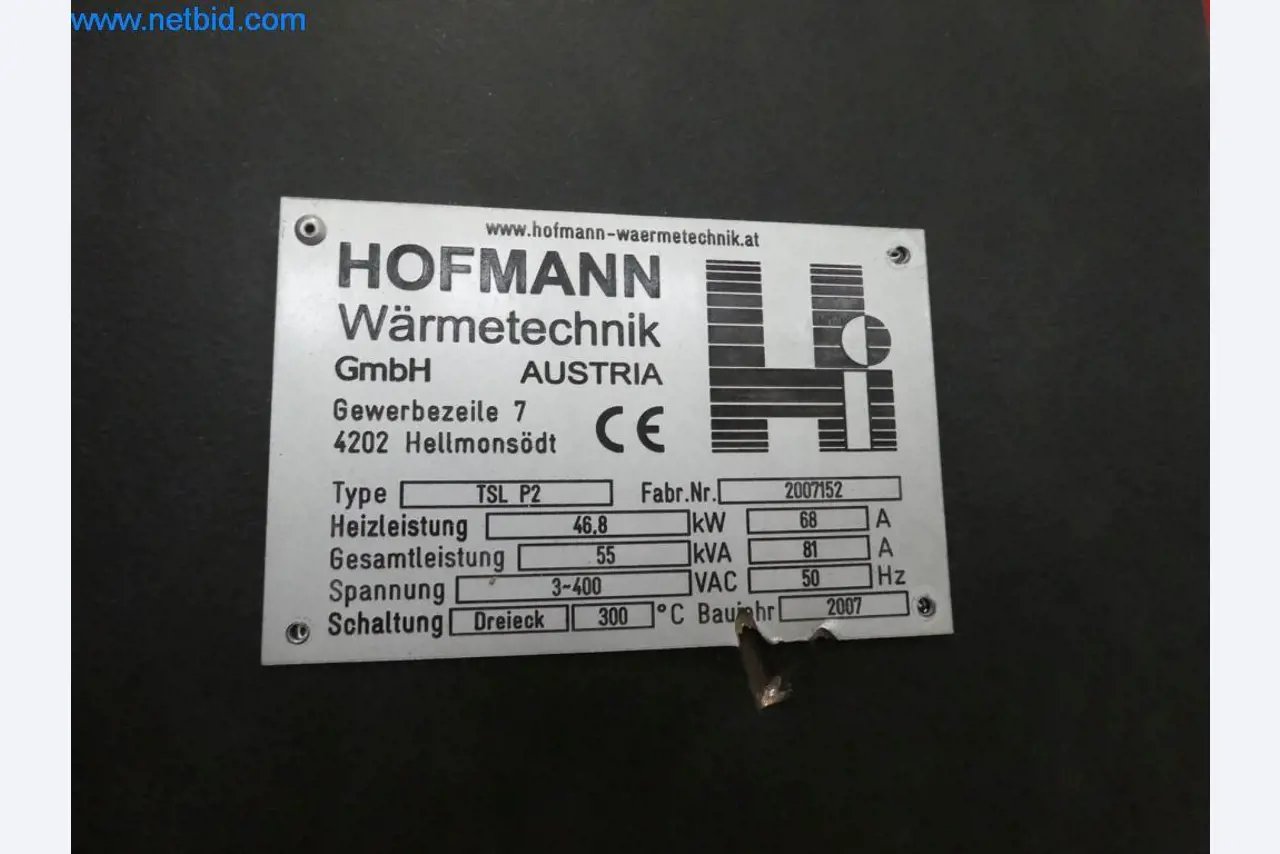 www.netbid.com
www.hofmann-waermetechnik.at
HOFMANN
Wärmetechnik
GmbH AUSTRIA
Gewerbezeile 7
4202 Hellmonsödt CE
Hi
Type TSL P2 Fabr.Nr. 2007152
Heizleistung 46,8 kW 68 A
Gesamtleistung 55 kVA 81 A
Spannung 3-400 VAC 50 Hz
Schaltung Dreieck 300 °C Baujahr 2007